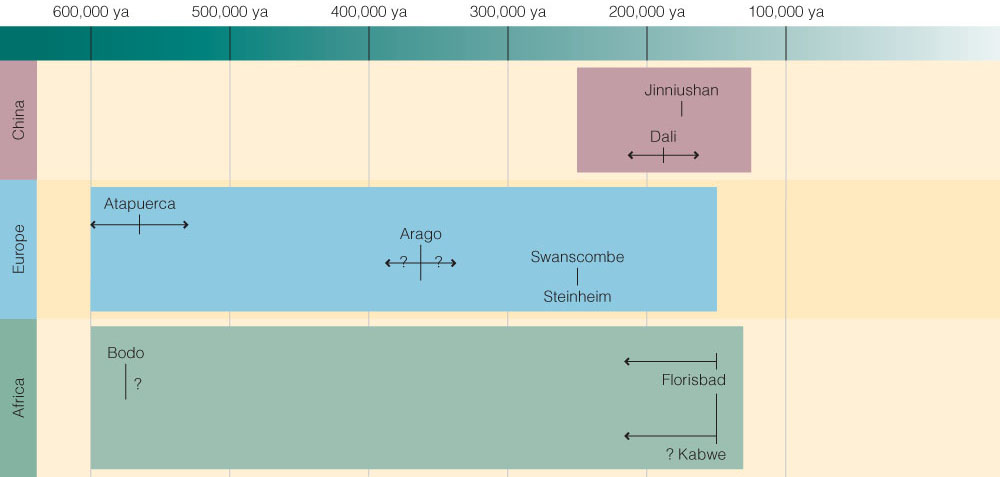 600,000 ya 500,000 ya 400,000 ya 300,000 ya 200,000 ya 100,000 ya
China
Jinniushan
Dali
Europe
Atapuerca
Arago
? ?
Swanscombe
Steinheim
Africa
Bodo
?
Florisbad
? Kabwe